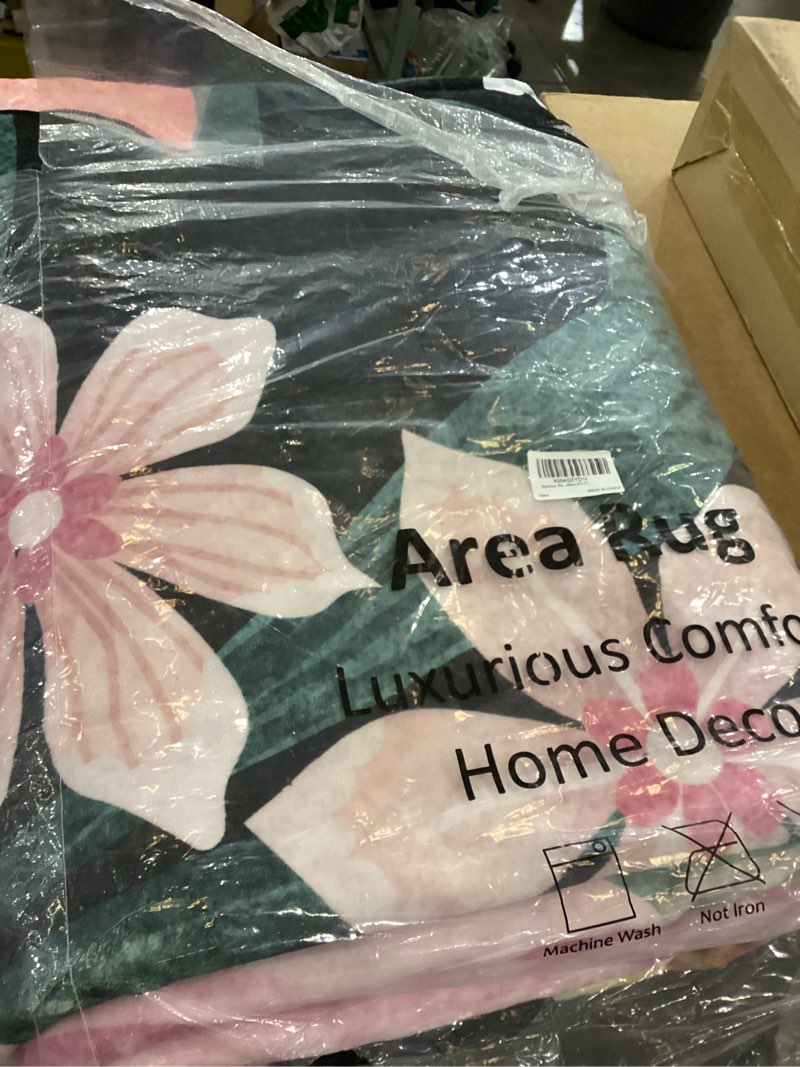 Area Rug
Luxurious Comfo
Home Deco
Machine Wash
Not Iron